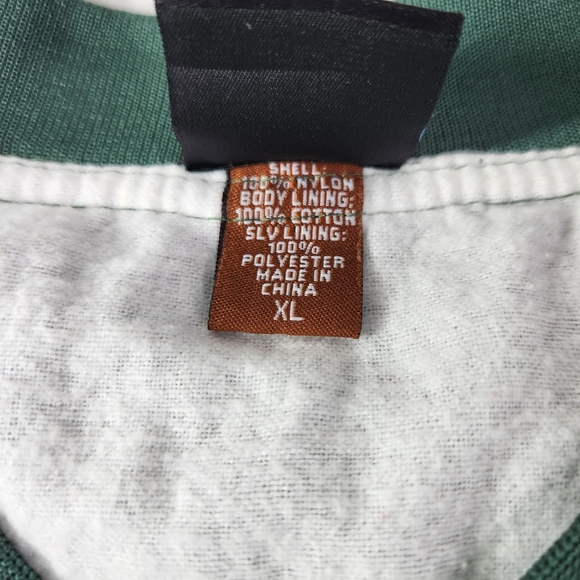 SHELL:
100% NYLON
BODY LINING:
100% COTTON
SLV LINING:
100%
POLYESTER
MADE IN
CHINA
XL